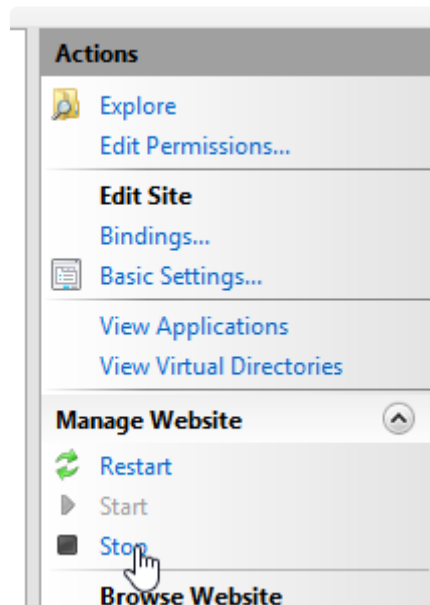 Actions
Explore
Edit Permissions...
Edit Site
Bindings...
Basic Settings...
View Applications
View Virtual Directories
Manage Website
Restart
Start
Stop
Browse Website